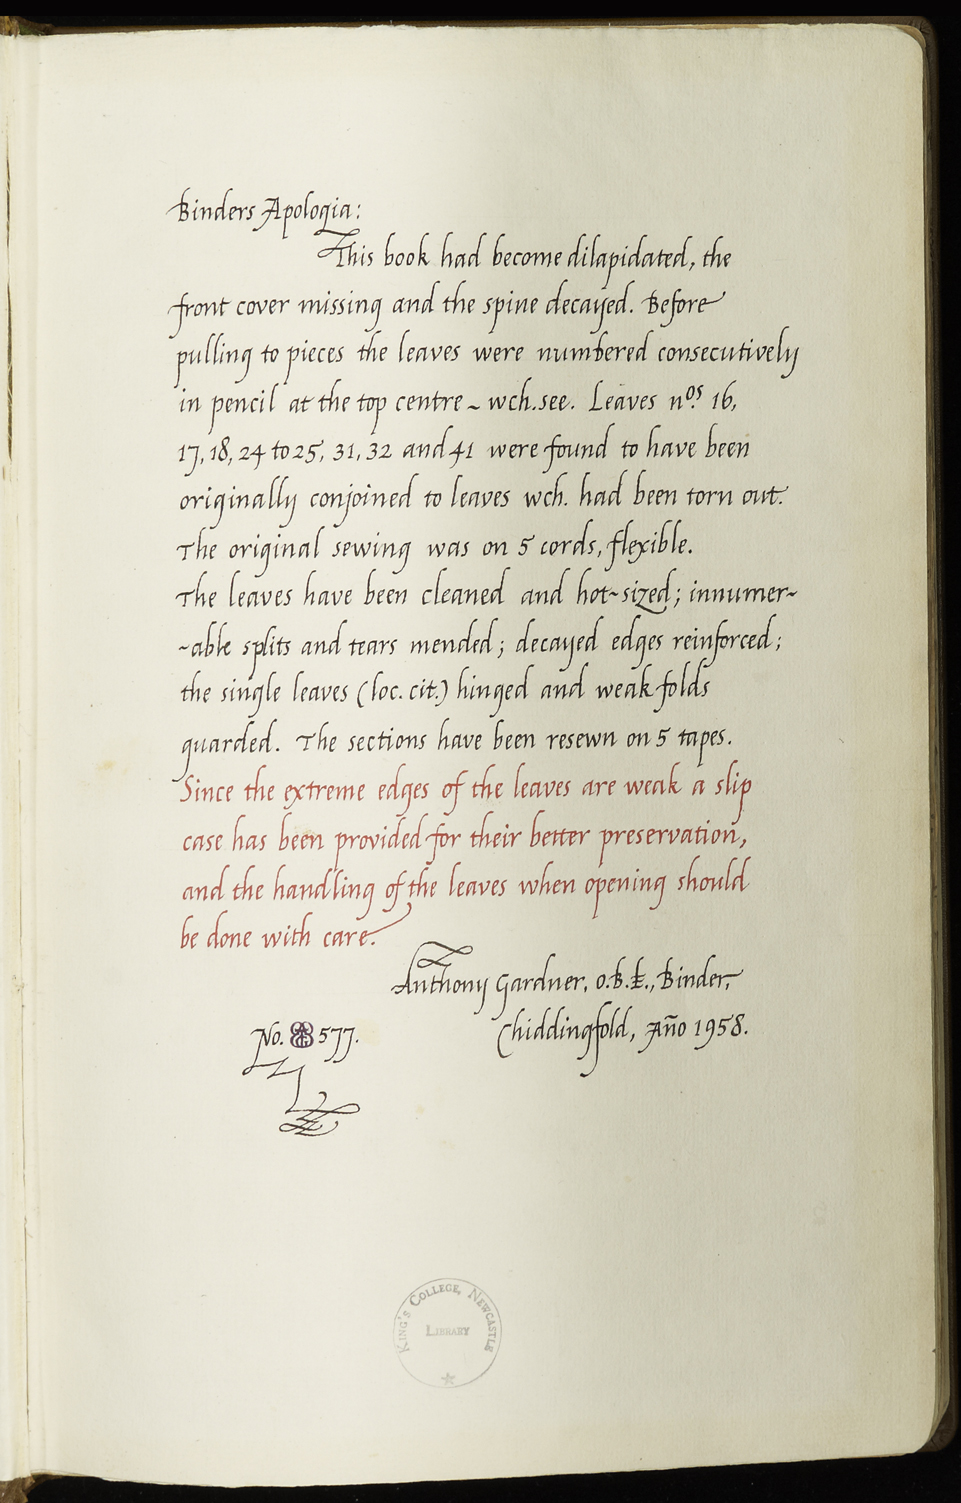 Binders Apologia:
This book had become dilapidated, the
front cover missing and the spine decayed. Before
pulling to pieces the leaves were numbered consecutively
in pencil at the top centre ~ wch. see. Leaves nos. 16,
17, 18, 24 to 25, 31, 32 and 41 were found to have been
originally conjoined to leaves wch. had been torn out.
The original sewing was on 5 cords, flexible.
The leaves have been cleaned and hot~sized; innumer~
~able splits and tears mended; decayed edges reinforced;
the single leaves (loc. cit.) hinged and weak folds
guarded. The sections have been resewn on 5 tapes.
Since the extreme edges of the leaves are weak a slip
case has been provided for their better preservation,
and the handling of the leaves when opening should
be done with care.
Anthony Gardner, O.B.E., Binder,
Chiddingfold, Año 1958.
No. 577.
King's College, Newcastle
Library